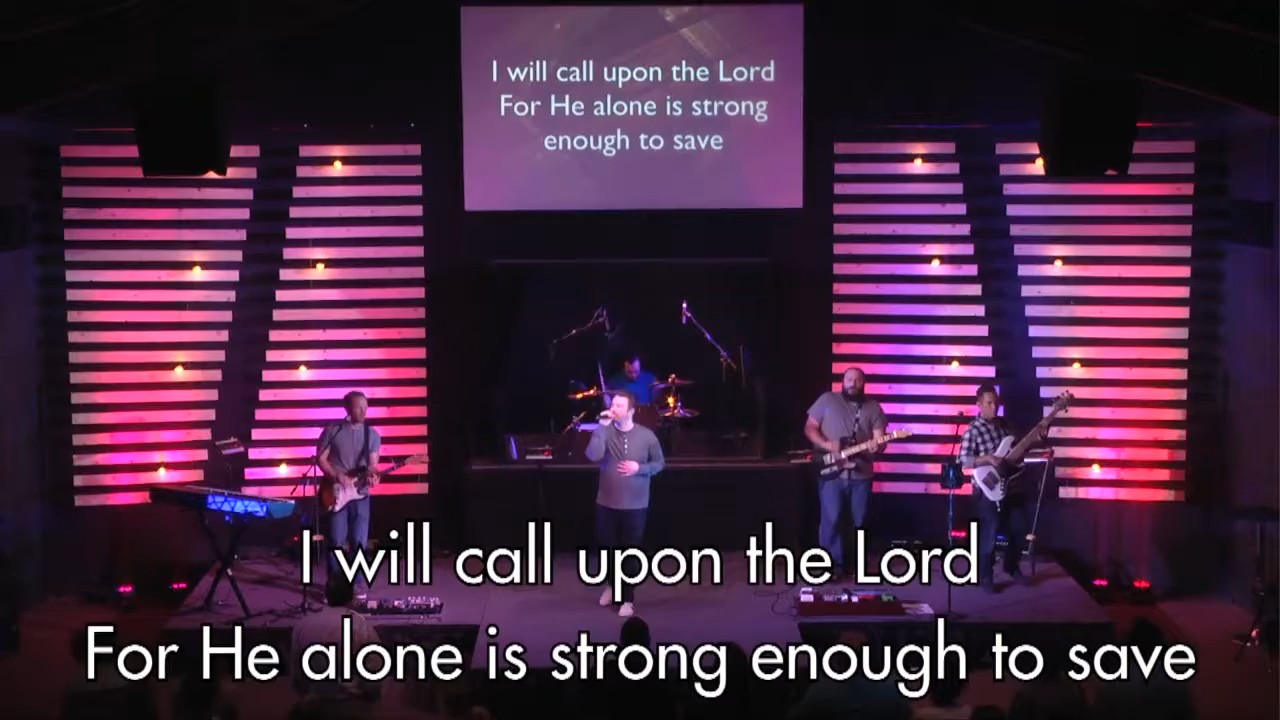 I will call upon the Lord
For He alone is strong
enough to save
I will call upon the Lord
For He alone is strong enough to save